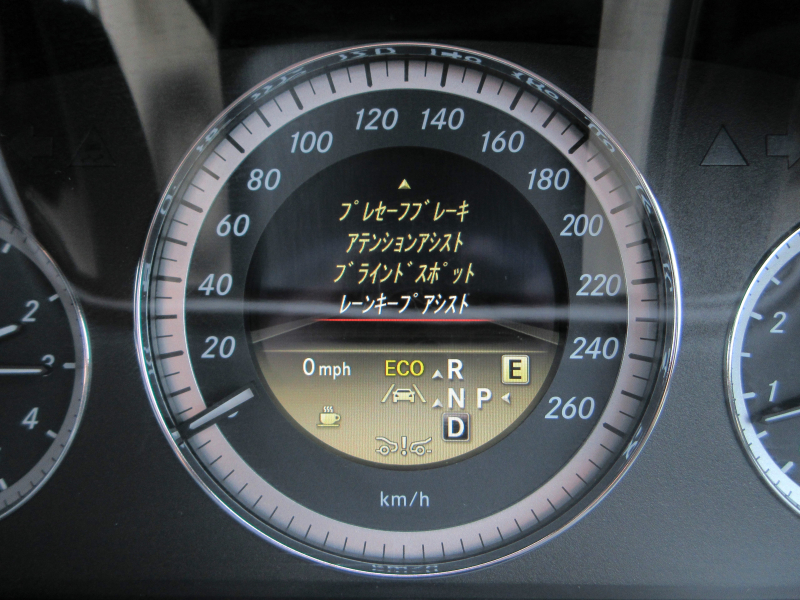 120 140
100 160
80 180
60 200
40 220
20 240
260
プレセーフブレーキ
アテンションアシスト
ブラインドスポット
レーンキープアシスト
0 mph ECO R E
N P
D
km/h
2
3
4
2
1